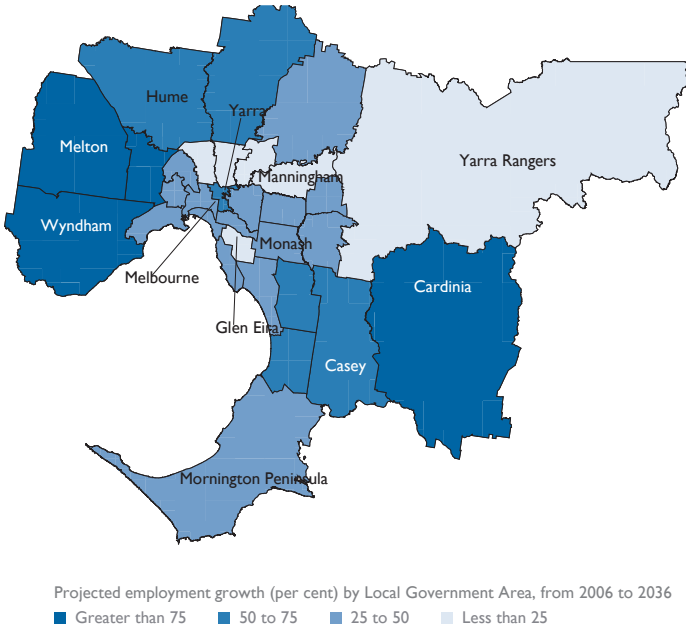 Hume
Yarra
Melton
Manningham
Yarra Rangers
Wyndham
Monash
Melbourne
Cardinia
Glen Eira
Casey
Mornington Peninsula
Projected employment growth (per cent) by Local Government Area, from 2006 to 2036
Greater than 75 50 to 75 25 to 50 Less than 25